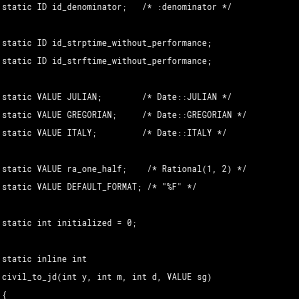 static ID id_denominator;   /* :denominator */
static ID id_strptime_without_performance;
static ID id_strftime_without_performance;
static VALUE JULIAN;        /* Date::JULIAN */
static VALUE GREGORIAN;     /* Date::GREGORIAN */
static VALUE ITALY;         /* Date::ITALY */
static VALUE ra_one_half;    /* Rational(1, 2) */
static VALUE DEFAULT_FORMAT; /* "%F" */
static int initialized = 0;
static inline int
civil_to_jd(int y, int m, int d, VALUE sg)
{